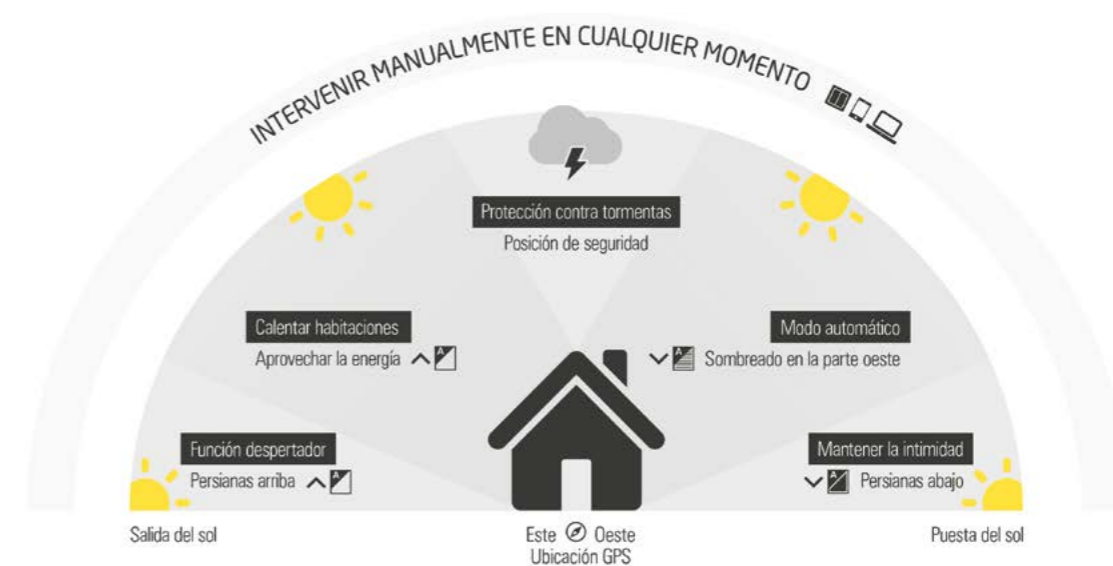 INTERVENIR MANUALMENTE EN CUALQUIER MOMENTO
Protección contra tormentas
Posición de seguridad
Calentar habitaciones
Aprovechar la energía
Modo automático
Sombreado en la parte oeste
Función despertador
Persianas arriba
Mantener la intimidad
Persianas abajo
Salida del sol
Este Oeste
Ubicación GPS
Puesta del sol